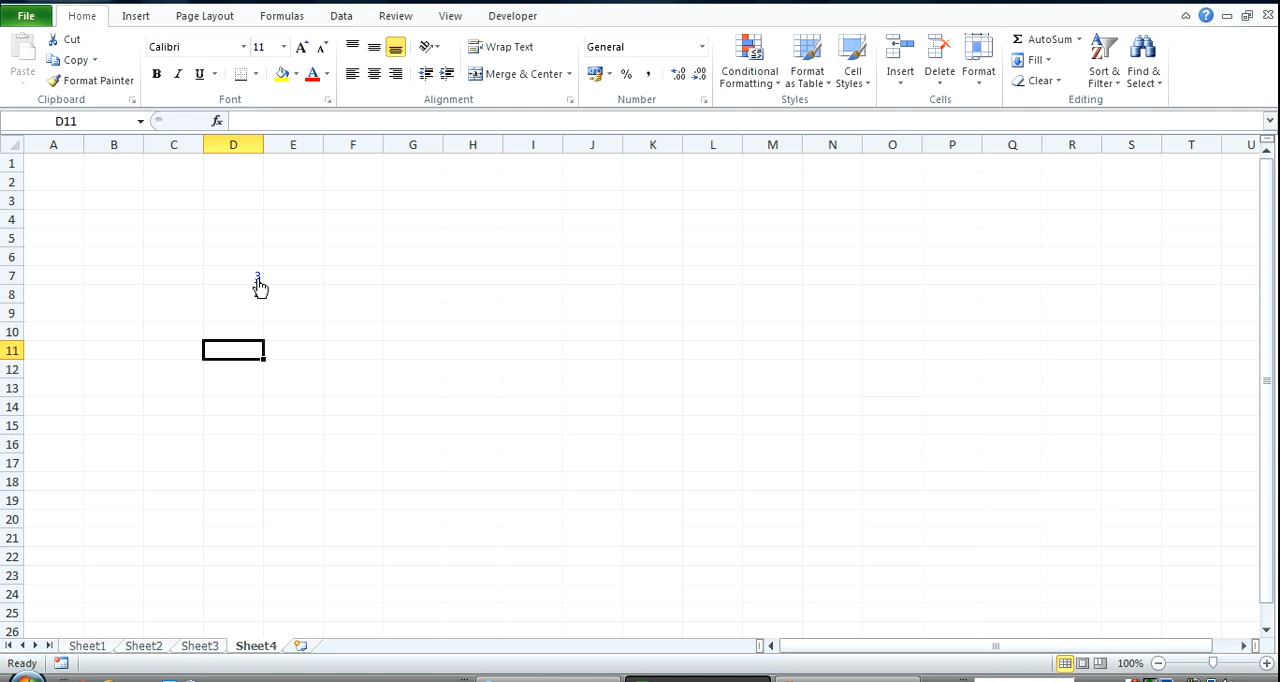 File Home Insert Page Layout Formulas Data Review View Developer
Cut
Copy
Format Painter
Paste
Clipboard
Calibri 11
B I U
Font
Wrap Text
Merge & Center
Alignment
General
% , .00
Number
Conditional Formatting
Format as Table
Cell Styles
Styles
Insert Delete Format
Cells
Σ AutoSum
Fill
Clear
Sort & Filter
Find & Select
Editing
D11 fx
A B C D E F G H I J K L M N O P Q R S T U
1
2
3
4
5
6
7 3
8
9
10
11
12
13
14
15
16
17
18
19
20
21
22
23
24
25
26
Sheet1 Sheet2 Sheet3 Sheet4
Ready 100%